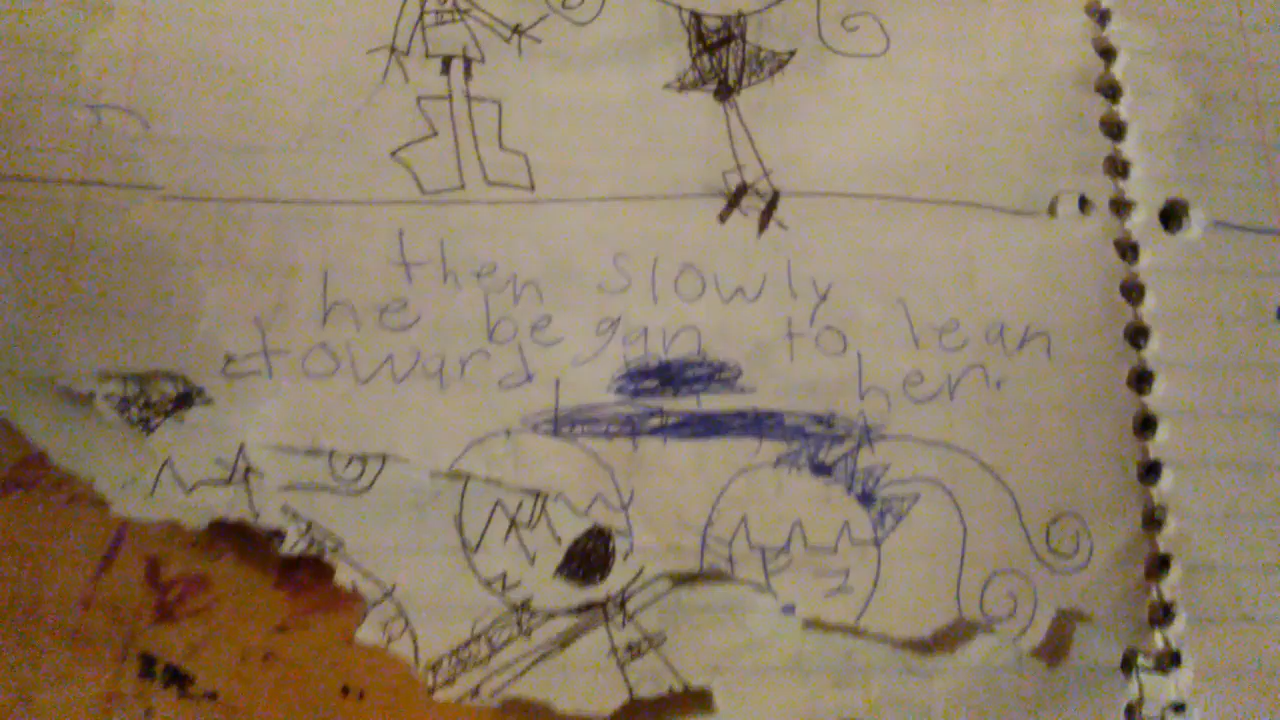 then slowly
he began to lean
toward her.